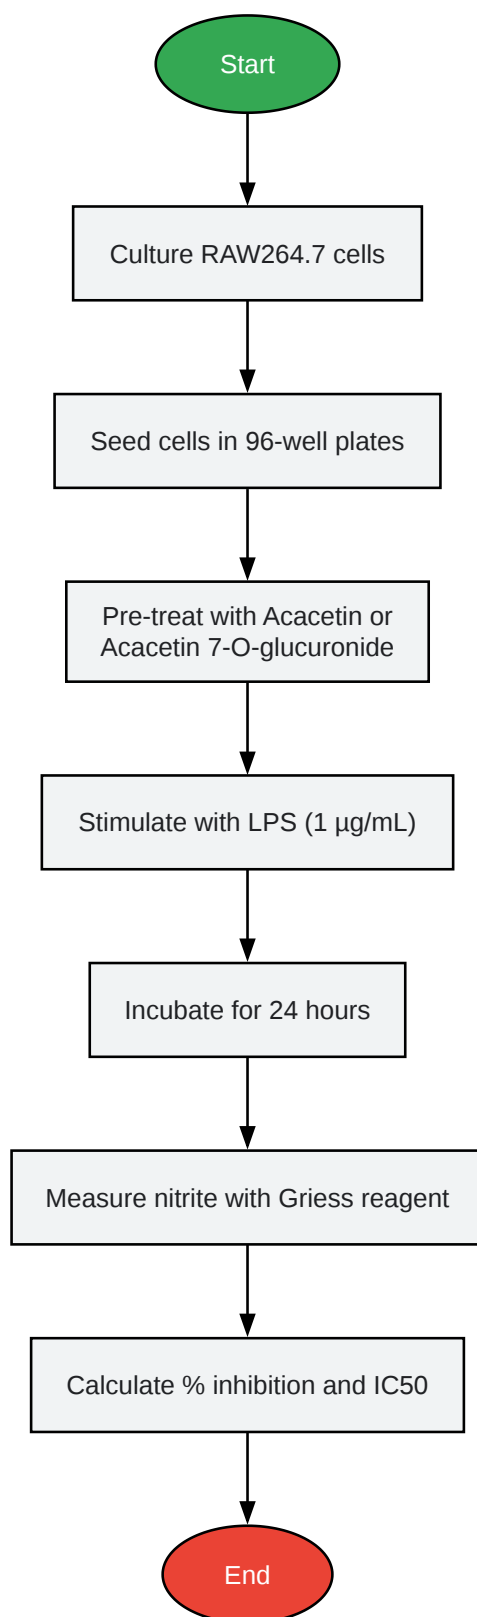 Start
Culture RAW264.7 cells
Seed cells in 96-well plates
Pre-treat with Acacetin or
Acacetin 7-O-glucuronide
Stimulate with LPS (1 µg/mL)
Incubate for 24 hours
Measure nitrite with Griess reagent
Calculate % inhibition and IC50
End